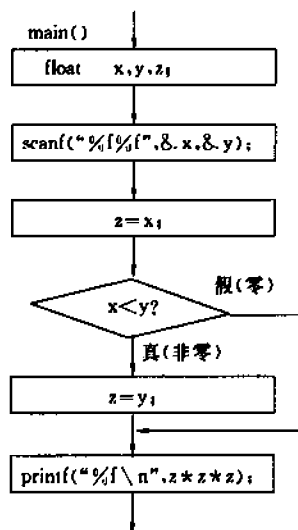 main()
float x,y,z;
scanf("%f%f",&.x,&.y);
z=x;
x<y?
假(零)
真(非零)
z=y;
printf("%f\n",z*z*z);